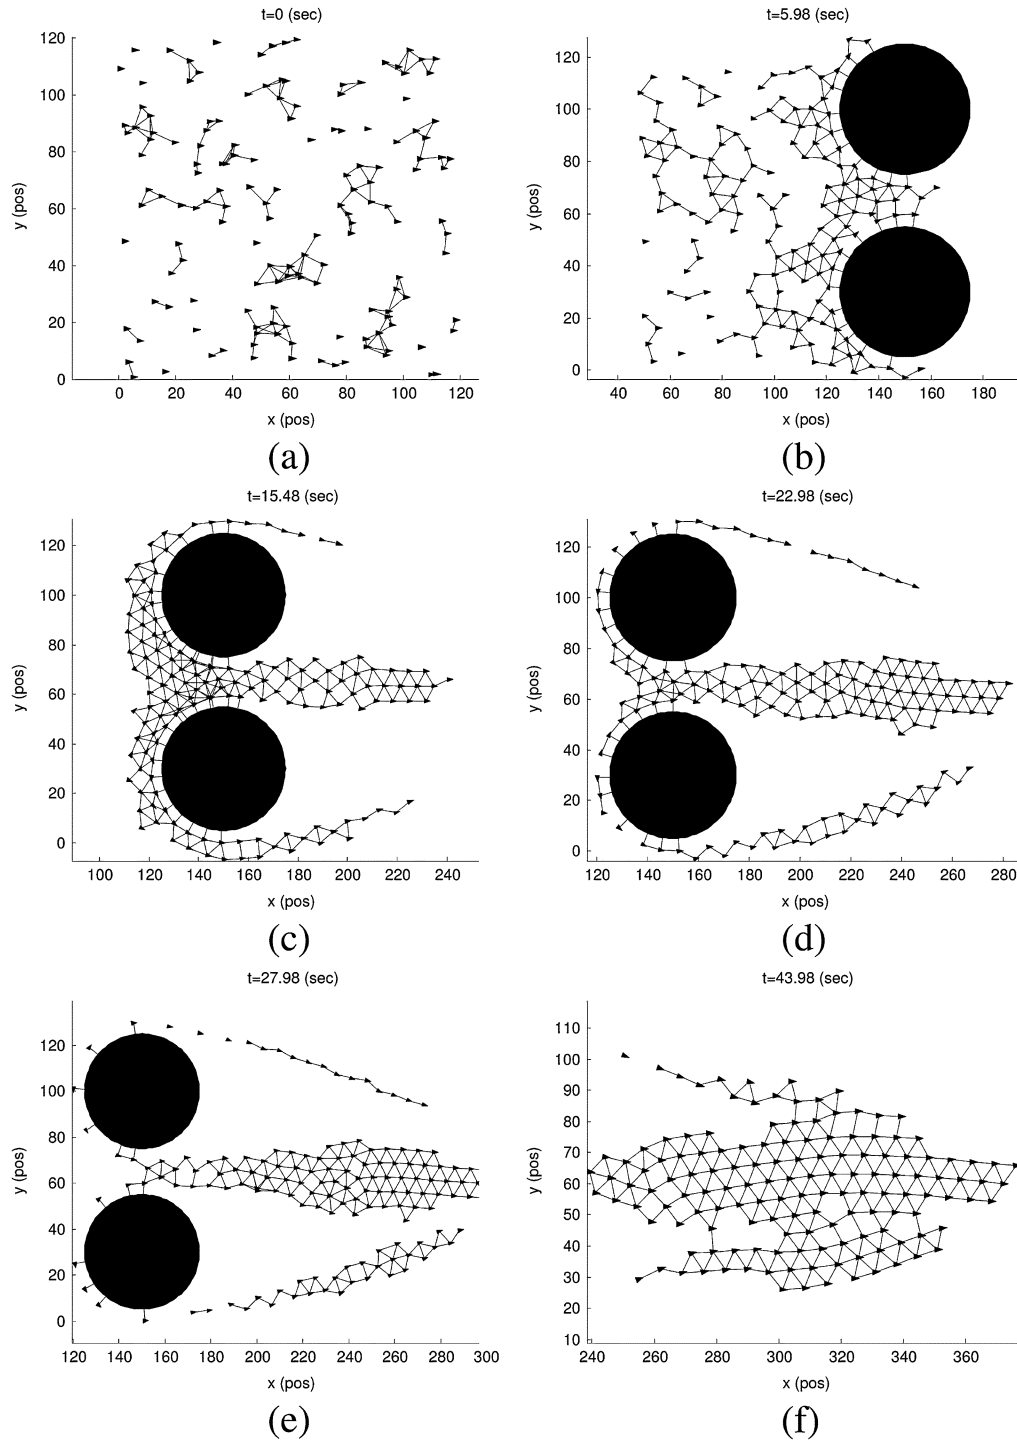 t=0 (sec)
120
100
80
60
40
20
0
y (pos)
0 20 40 60 80 100 120
x (pos)
(a)
t=5.98 (sec)
120
100
80
60
40
20
0
y (pos)
40 60 80 100 120 140 160 180
x (pos)
(b)
t=15.48 (sec)
120
100
80
60
40
20
0
y (pos)
100 120 140 160 180 200 220 240
x (pos)
(c)
t=22.98 (sec)
120
100
80
60
40
20
0
y (pos)
120 140 160 180 200 220 240 260 280
x (pos)
(d)
t=27.98 (sec)
120
100
80
60
40
20
0
y (pos)
120 140 160 180 200 220 240 260 280 300
x (pos)
(e)
t=43.98 (sec)
110
100
90
80
70
60
50
40
30
20
10
y (pos)
240 260 280 300 320 340 360
x (pos)
(f)